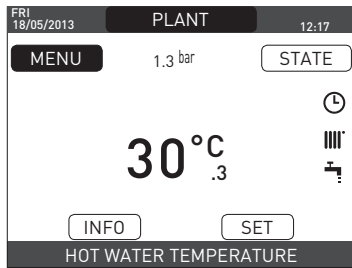 FRI
18/05/2013 PLANT 12:17
MENU 1.3 bar STATE
30°C
.3
INFO SET
HOT WATER TEMPERATURE